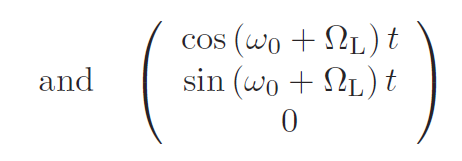 cos (ω₀ + Ω_L) t
and sin (ω₀ + Ω_L) t
0